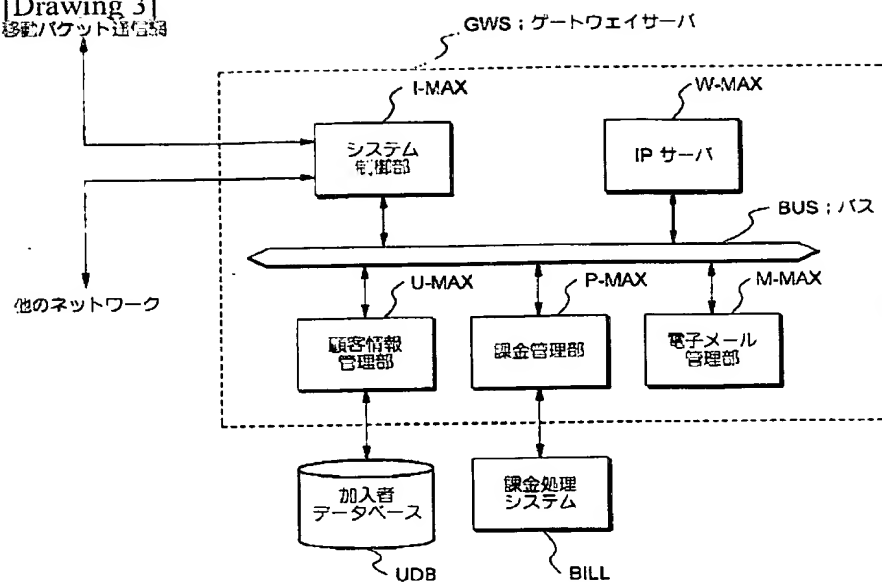 [Drawing 3]
移動パケット通信網
GWS；ゲートウェイサーバ
I-MAX
W-MAX
システム
制御部
IP サーバ
BUS；バス
他のネットワーク
U-MAX
P-MAX
M-MAX
顧客情報
管理部
課金管理部
電子メール
管理部
加入者
データベース
課金処理
システム
UDB
BILL